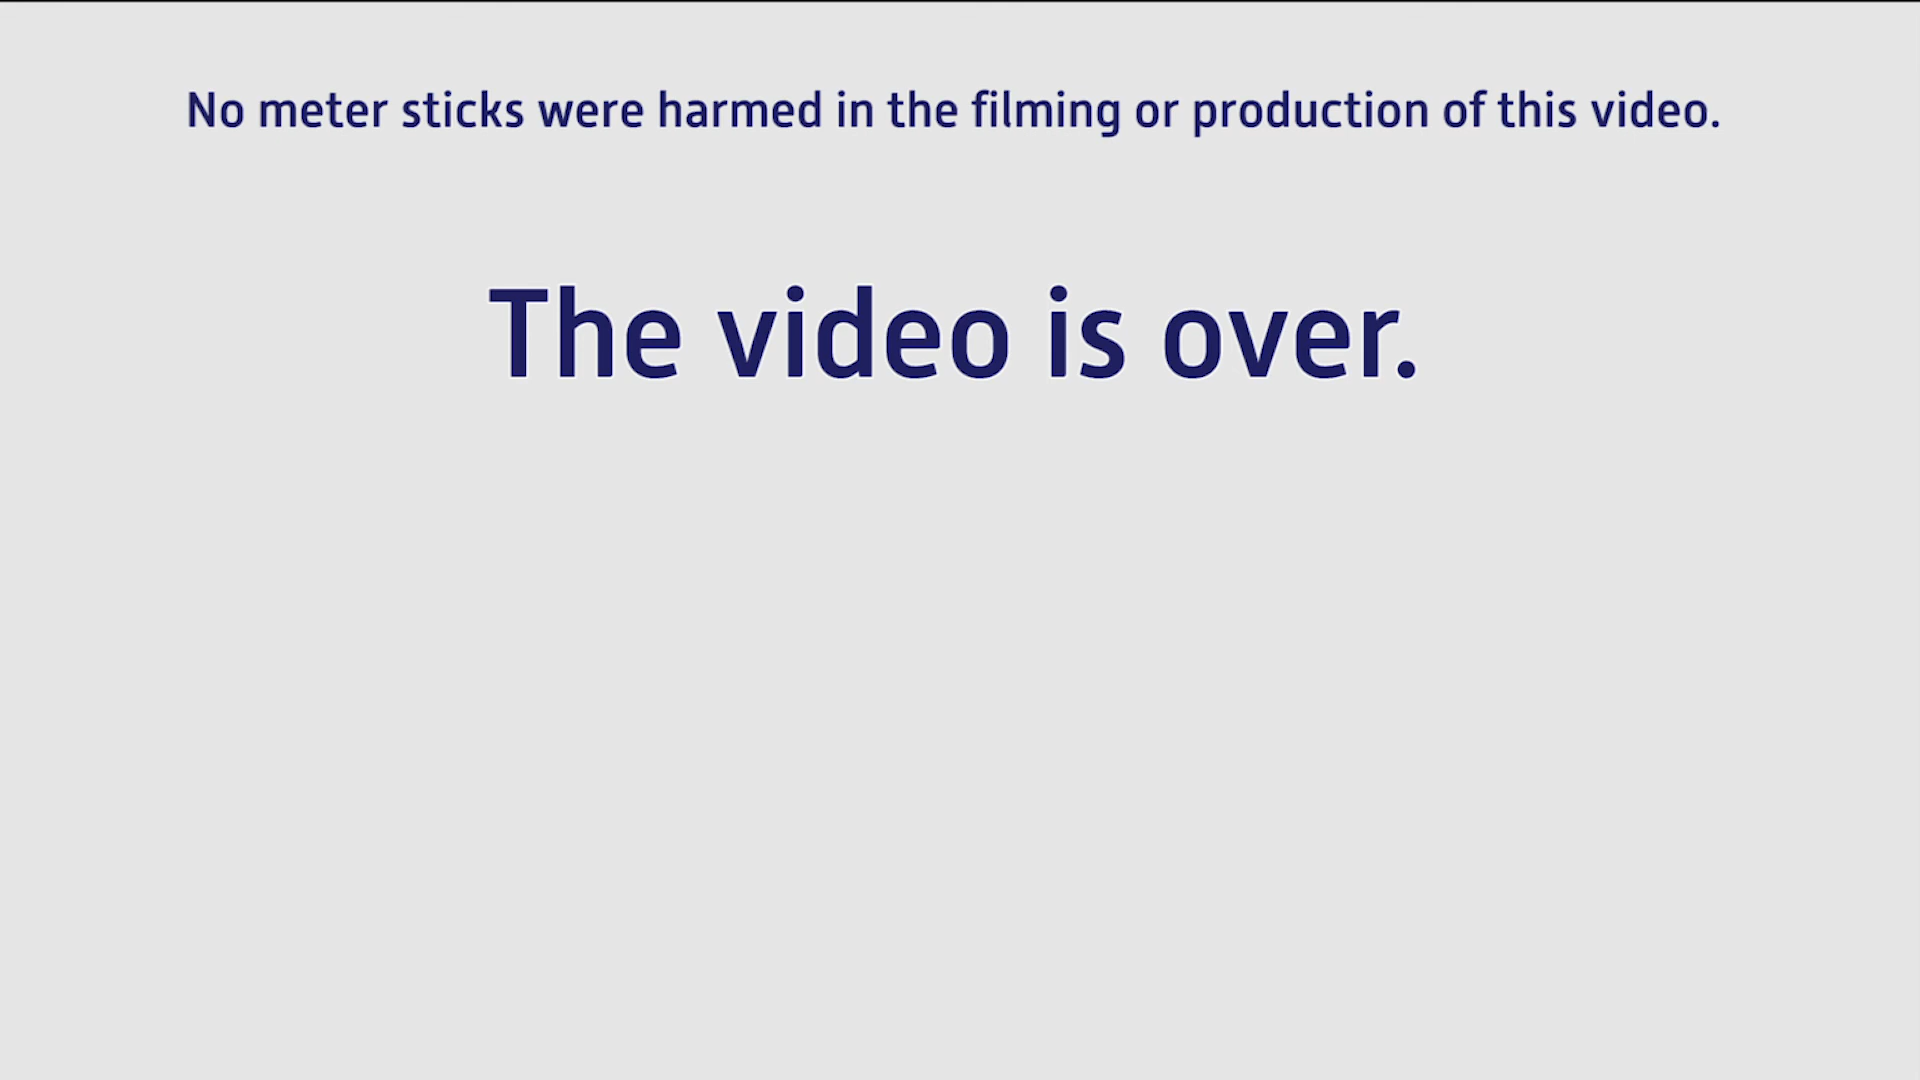 No meter sticks were harmed in the filming or production of this video.
The video is over.